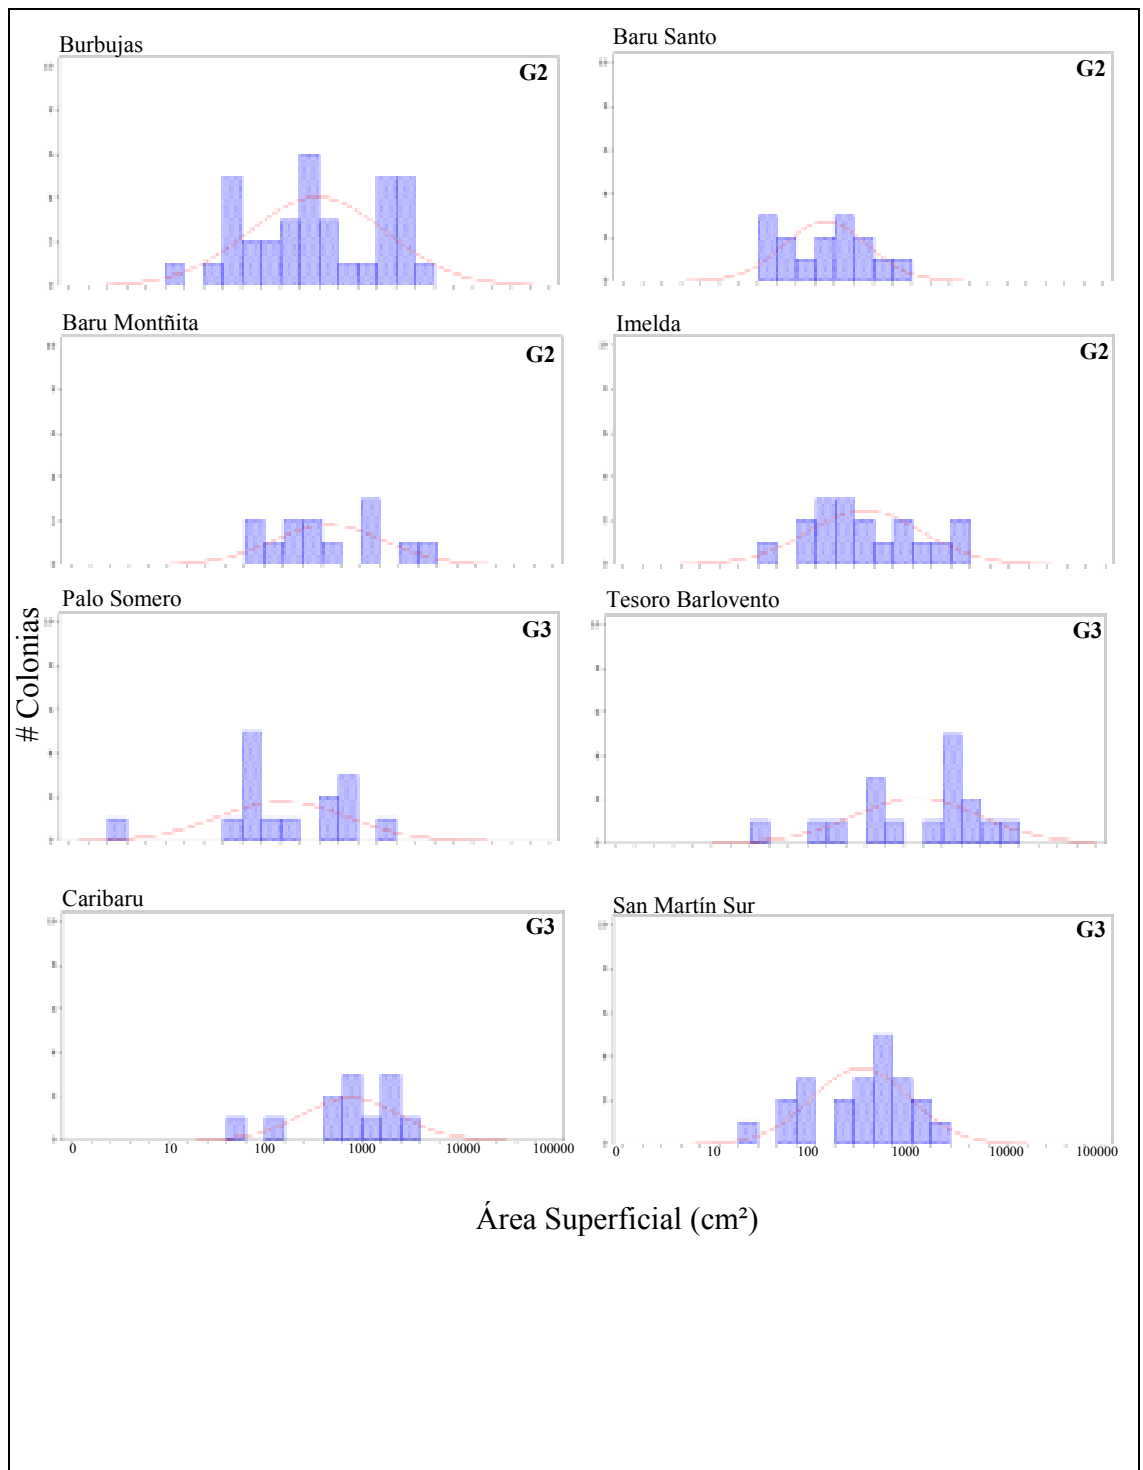 Burbujas
G2
Baru Santo
G2
Baru Montñita
G2
Imelda
G2
Palo Somero
G3
Tesoro Barlovento
G3
# Colonias
Caribaru
G3
San Martín Sur
G3
0 10 100 1000 10000 100000
0 10 100 1000 10000 100000
Área Superficial (cm²)